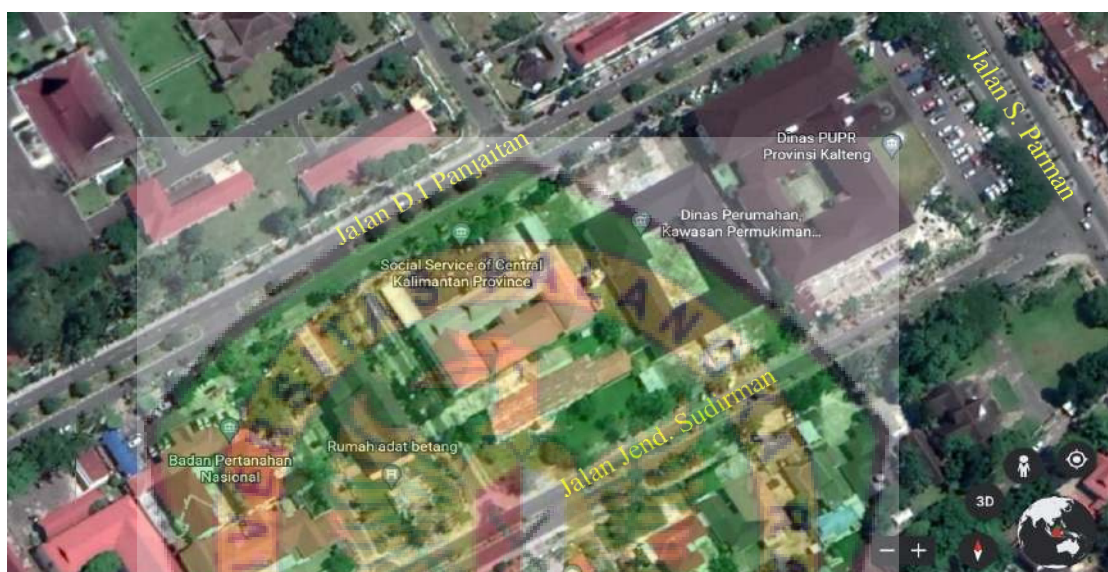 Jalan S. Parman
Dinas PUPR
Provinsi Kalteng
Jalan D.I Panjaitan
Dinas Perumahan,
Kawasan Permukiman...
Social Service of Central
Kalimantan Province
Jalan Jend. Sudirman
Rumah adat betang
Badan Pertanahan
Nasional
3D